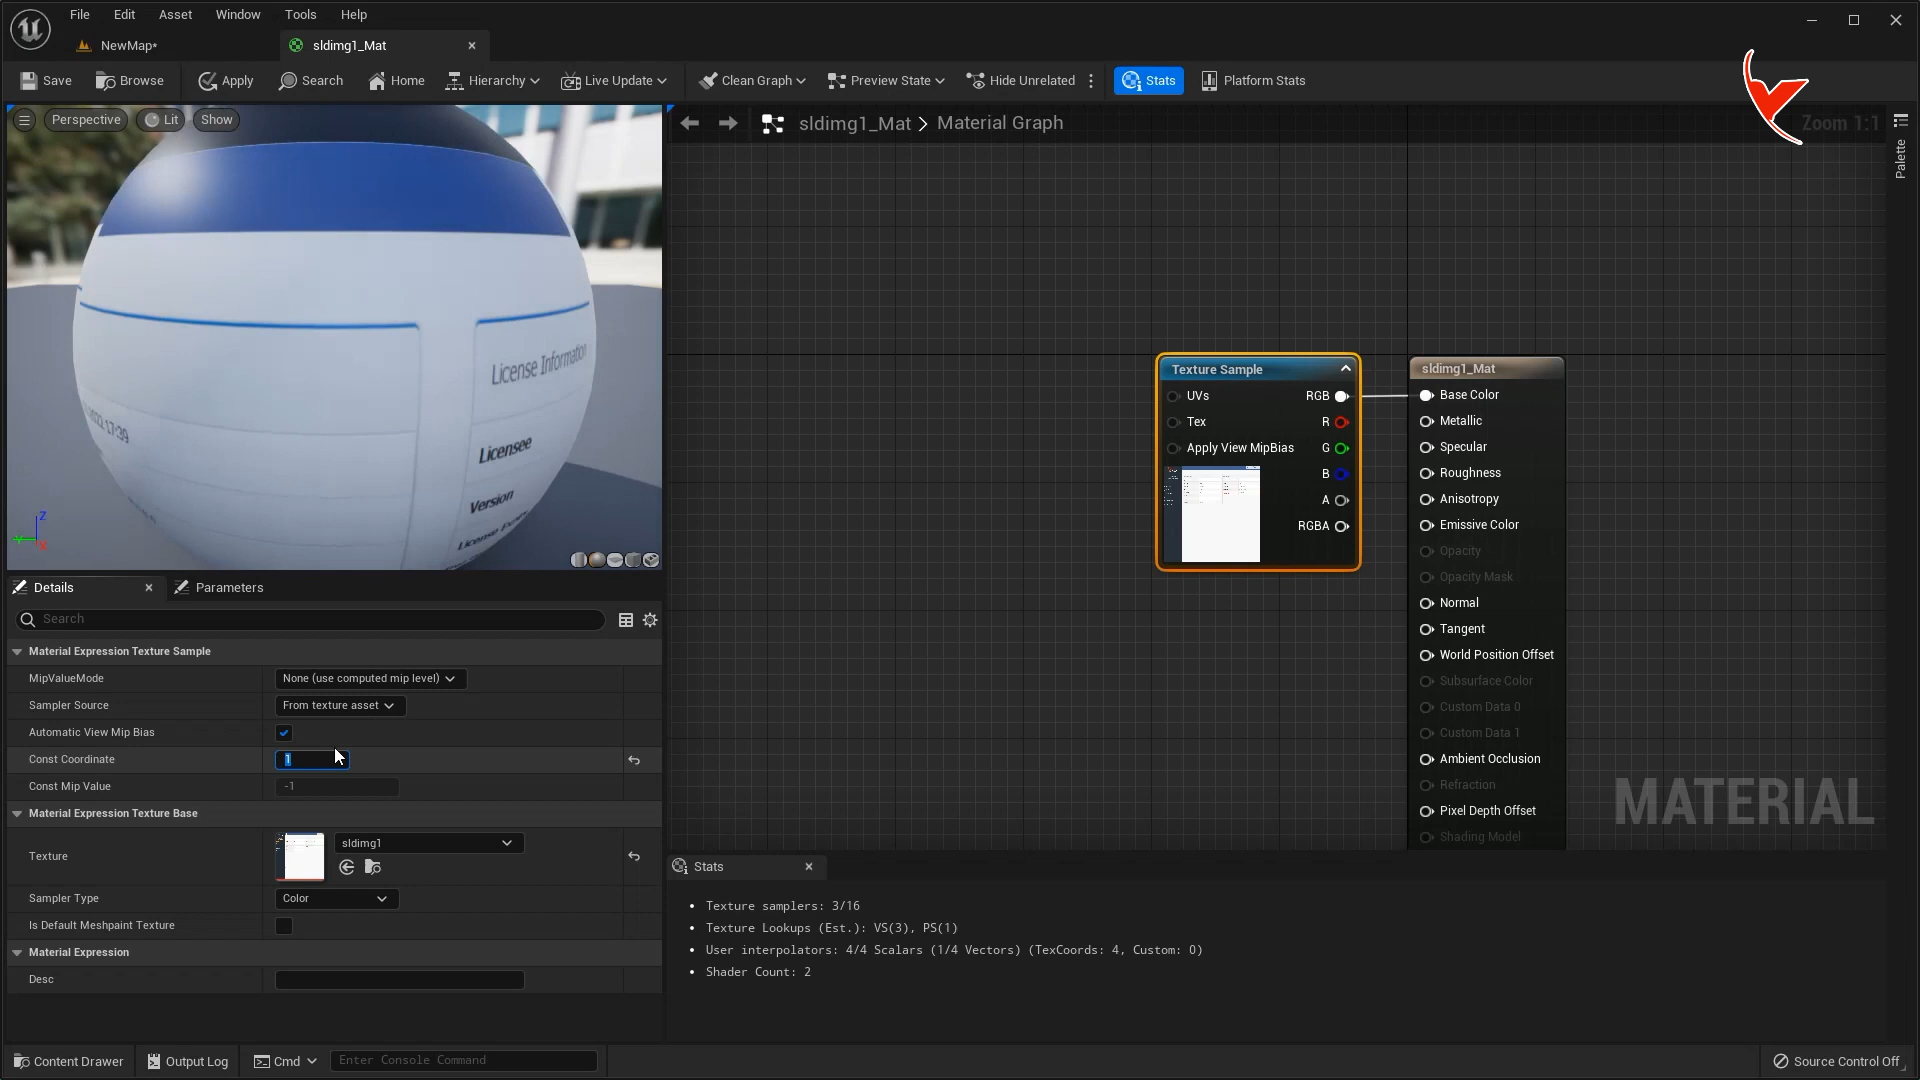 File Edit Asset Window Tools Help
NewMap*
sldimg1_Mat
Save Browse Apply Search Home Hierarchy Live Update Clean Graph Preview State Hide Unrelated Stats Platform Stats
Perspective Lit Show
sldimg1_Mat Material Graph
Zoom 1:1
Palette
License Information
Licensee
Version
2022 17:39
Z
Texture Sample
UVs RGB
Tex R
Apply View MipBias G
B
A
RGBA
sldimg1_Mat
Base Color
Metallic
Specular
Roughness
Anisotropy
Emissive Color
Opacity
Opacity Mask
Normal
Tangent
World Position Offset
Subsurface Color
Custom Data 0
Custom Data 1
Ambient Occlusion
Refraction
Pixel Depth Offset
Shading Model
MATERIAL
Details Parameters
Search
Material Expression Texture Sample
MipValueMode None (use computed mip level)
Sampler Source From texture asset
Automatic View Mip Bias
Const Coordinate 1
Const Mip Value -1
Material Expression Texture Base
Texture sldimg1
Sampler Type Color
Is Default Meshpaint Texture
Material Expression
Desc
Stats
• Texture samplers: 3/16
• Texture Lookups (Est.): VS(3), PS(1)
• User interpolators: 4/4 Scalars (1/4 Vectors) (TexCoords: 4, Custom: 0)
• Shader Count: 2
Content Drawer Output Log Cmd Enter Console Command Source Control Off